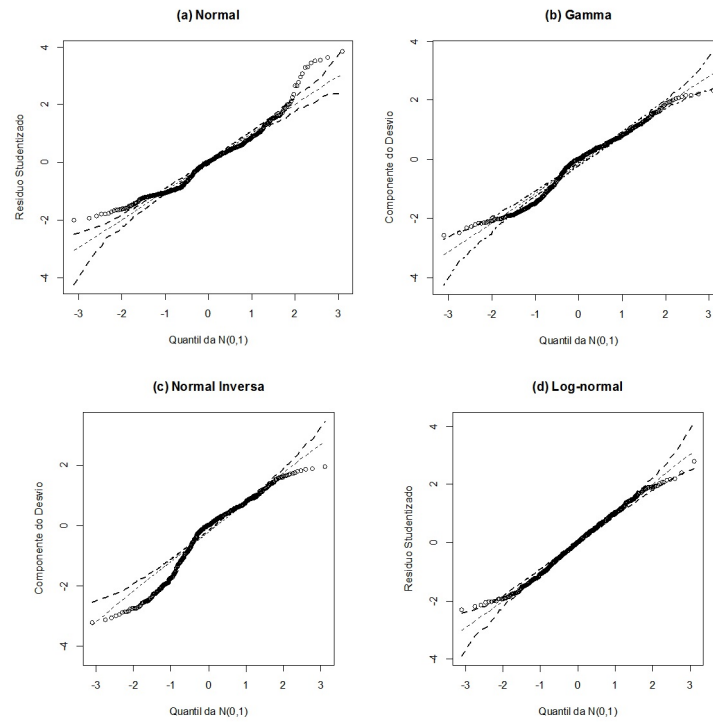 (a) Normal
Resíduo Studentizado
4
2
0
-2
-4
-3 -2 -1 0 1 2 3
Quantil da N(0,1)
(b) Gamma
Componente do Desvio
4
2
0
-2
-4
-3 -2 -1 0 1 2 3
Quantil da N(0,1)
(c) Normal Inversa
Componente do Desvio
2
0
-2
-4
-3 -2 -1 0 1 2 3
Quantil da N(0,1)
(d) Log-normal
Resíduo Studentizado
4
2
0
-2
-4
-3 -2 -1 0 1 2 3
Quantil da N(0,1)